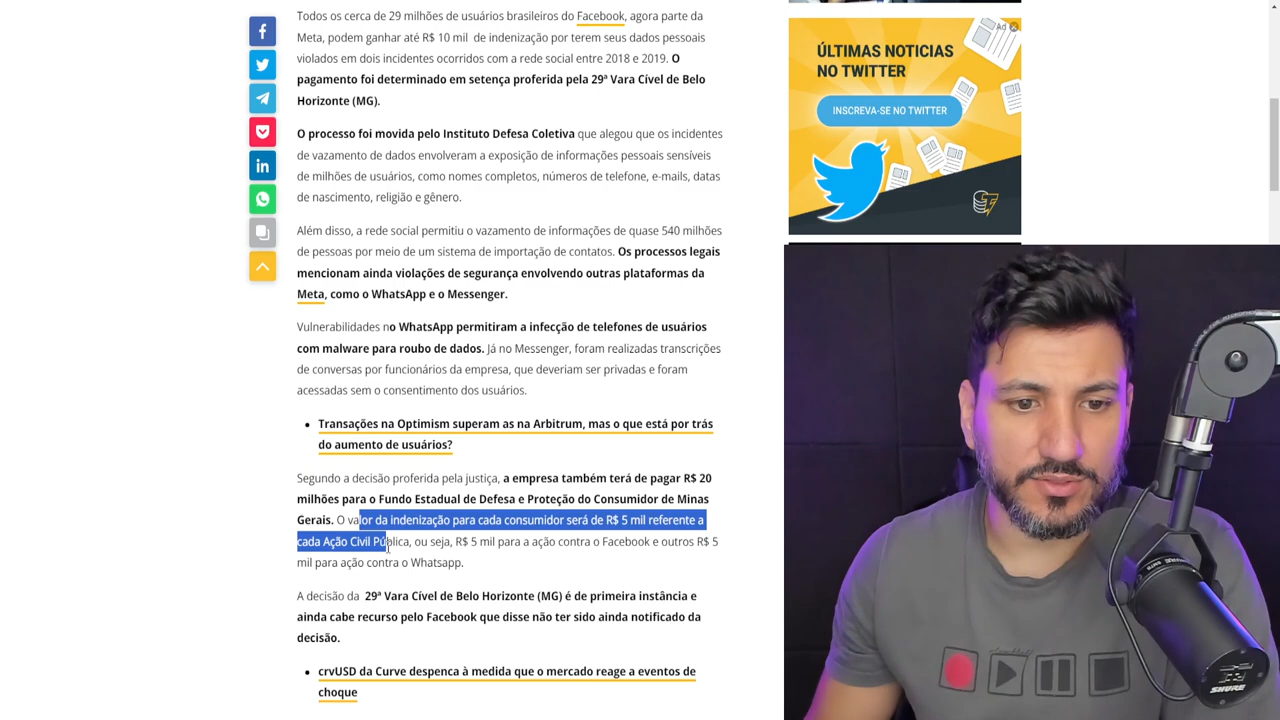 Todos os cerca de 29 milhões de usuários brasileiros do Facebook, agora parte da
Meta, podem ganhar até R$ 10 mil de indenização por terem seus dados pessoais
violados em dois incidentes ocorridos com a rede social entre 2018 e 2019. O
pagamento foi determinado em setença proferida pela 29ª Vara Cível de Belo
Horizonte (MG).
O processo foi movida pelo Instituto Defesa Coletiva que alegou que os incidentes
de vazamento de dados envolveram a exposição de informações pessoais sensíveis
de milhões de usuários, como nomes completos, números de telefone, e-mails, datas
de nascimento, religião e gênero.
Além disso, a rede social permitiu o vazamento de informações de quase 540 milhões
de pessoas por meio de um sistema de importação de contatos. Os processos legais
mencionam ainda violações de segurança envolvendo outras plataformas da
Meta, como o WhatsApp e o Messenger.
Vulnerabilidades no WhatsApp permitiram a infecção de telefones de usuários
com malware para roubo de dados. Já no Messenger, foram realizadas transcrições
de conversas por funcionários da empresa, que deveriam ser privadas e foram
acessadas sem o consentimento dos usuários.
Transações na Optimism superam as na Arbitrum, mas o que está por trás
do aumento de usuários?
Segundo a decisão proferida pela justiça, a empresa também terá de pagar R$ 20
milhões para o Fundo Estadual de Defesa e Proteção do Consumidor de Minas
Gerais. O valor da indenização para cada consumidor será de R$ 5 mil referente a
cada Ação Civil Pública, ou seja, R$ 5 mil para a ação contra o Facebook e outros R$ 5
mil para ação contra o Whatsapp.
A decisão da 29ª Vara Cível de Belo Horizonte (MG) é de primeira instância e
ainda cabe recurso pelo Facebook que disse não ter sido ainda notificado da
decisão.
crvUSD da Curve despenca à medida que o mercado reage a eventos de
choque
Ad
ÚLTIMAS NOTICIAS
NO TWITTER
INSCREVA-SE NO TWITTER
SHURE